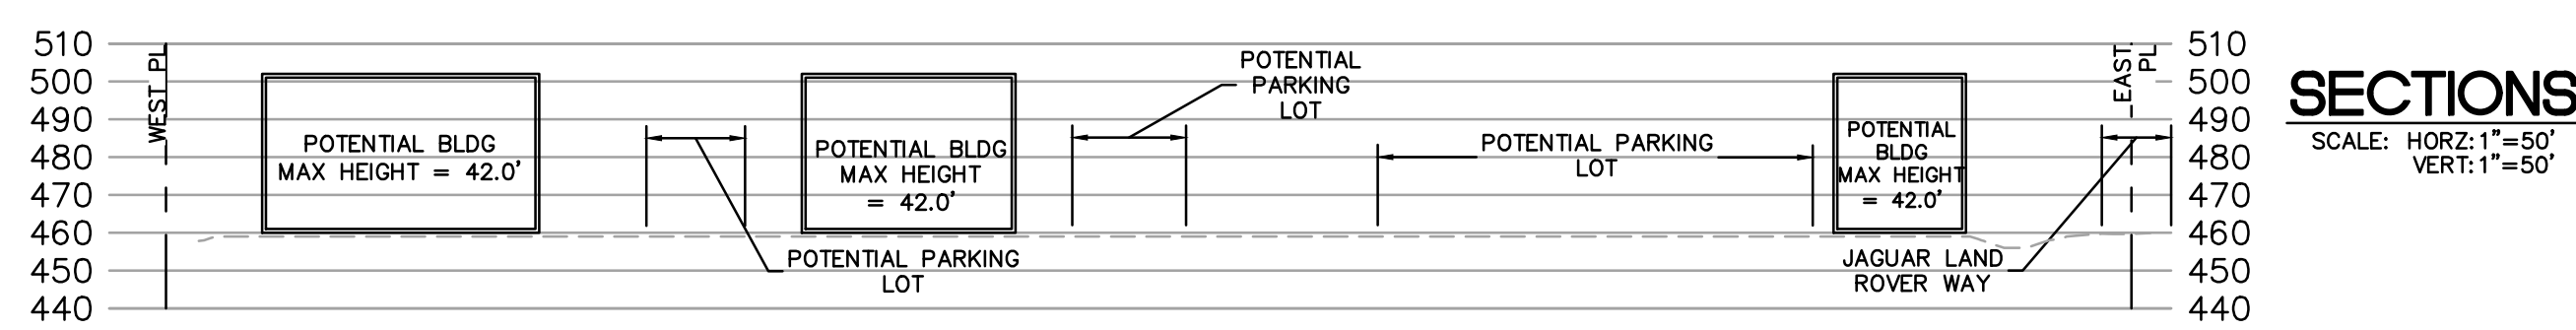 510
500
490
480
470
460
450
440
WEST PL
POTENTIAL BLDG
MAX HEIGHT = 42.0'
POTENTIAL PARKING
LOT
POTENTIAL BLDG
MAX HEIGHT
= 42.0'
POTENTIAL
PARKING
LOT
POTENTIAL PARKING
LOT
POTENTIAL
BLDG
MAX HEIGHT
= 42.0'
JAGUAR LAND
ROVER WAY
EAST
PL
510
500
490
480
470
460
450
440
SECTIONS
SCALE: HORZ:1"=50'
VERT:1"=50'